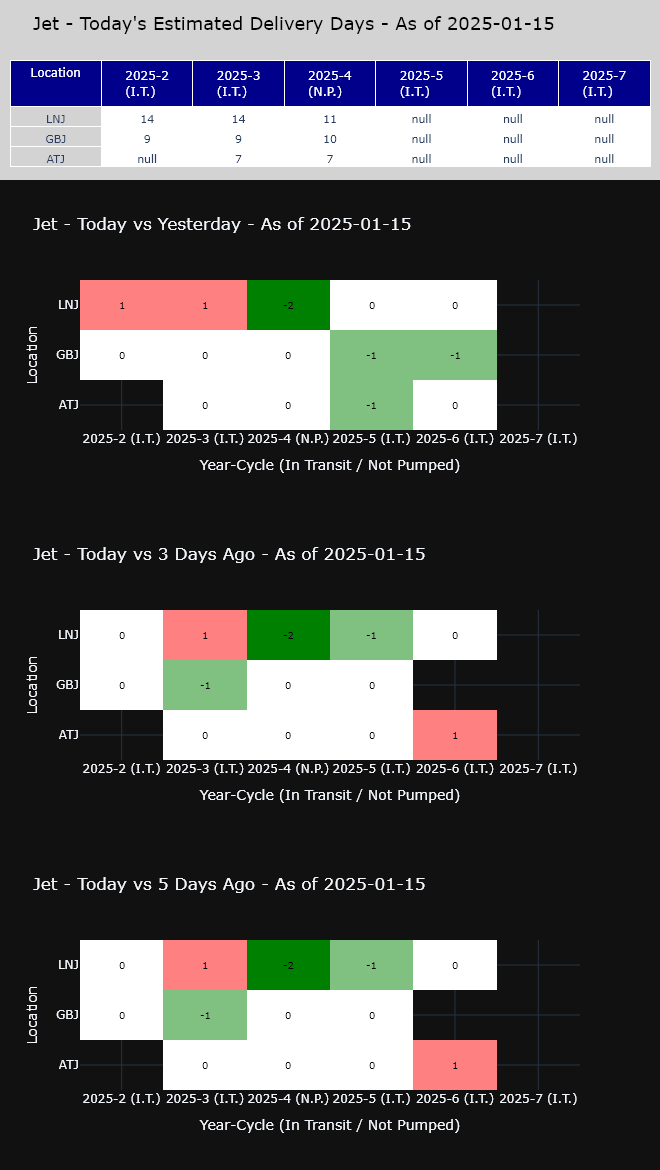 Jet - Today's Estimated Delivery Days - As of 2025-01-15
Location 2025-2 (I.T.) 2025-3 (I.T.) 2025-4 (N.P.) 2025-5 (I.T.) 2025-6 (I.T.) 2025-7 (I.T.)
LNJ 14 14 11 null null null
GBJ 9 9 10 null null null
ATJ null 7 7 null null null
Jet - Today vs Yesterday - As of 2025-01-15
Location
LNJ 1 1 -2 0 0
GBJ 0 0 0 -1 -1
ATJ 0 0 -1 0
2025-2 (I.T.) 2025-3 (I.T.) 2025-4 (N.P.) 2025-5 (I.T.) 2025-6 (I.T.) 2025-7 (I.T.)
Year-Cycle (In Transit / Not Pumped)
Jet - Today vs 3 Days Ago - As of 2025-01-15
Location
LNJ 0 1 -2 -1 0
GBJ 0 -1 0 0
ATJ 0 0 0 1
2025-2 (I.T.) 2025-3 (I.T.) 2025-4 (N.P.) 2025-5 (I.T.) 2025-6 (I.T.) 2025-7 (I.T.)
Year-Cycle (In Transit / Not Pumped)
Jet - Today vs 5 Days Ago - As of 2025-01-15
Location
LNJ 0 1 -2 -1 0
GBJ 0 -1 0 0
ATJ 0 0 0 1
2025-2 (I.T.) 2025-3 (I.T.) 2025-4 (N.P.) 2025-5 (I.T.) 2025-6 (I.T.) 2025-7 (I.T.)
Year-Cycle (In Transit / Not Pumped)